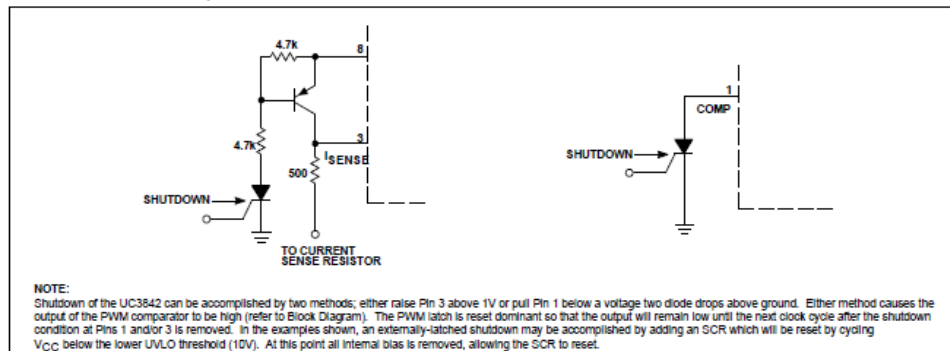 4.7k
8
4.7k
3
ISENSE
500
SHUTDOWN
TO CURRENT
SENSE RESISTOR
1
COMP
SHUTDOWN
NOTE:
Shutdown of the UC3842 can be accomplished by two methods; either raise Pin 3 above 1V or pull Pin 1 below a voltage two diode drops above ground. Either method causes the
output of the PWM comparator to be high (refer to Block Diagram). The PWM latch is reset dominant so that the output will remain low until the next clock cycle after the shutdown
condition at Pins 1 and/or 3 is removed. In the examples shown, an externally-latched shutdown may be accomplished by adding an SCR which will be reset by cycling
VCC below the lower UVLO threshold (10V). At this point all internal bias is removed, allowing the SCR to reset.